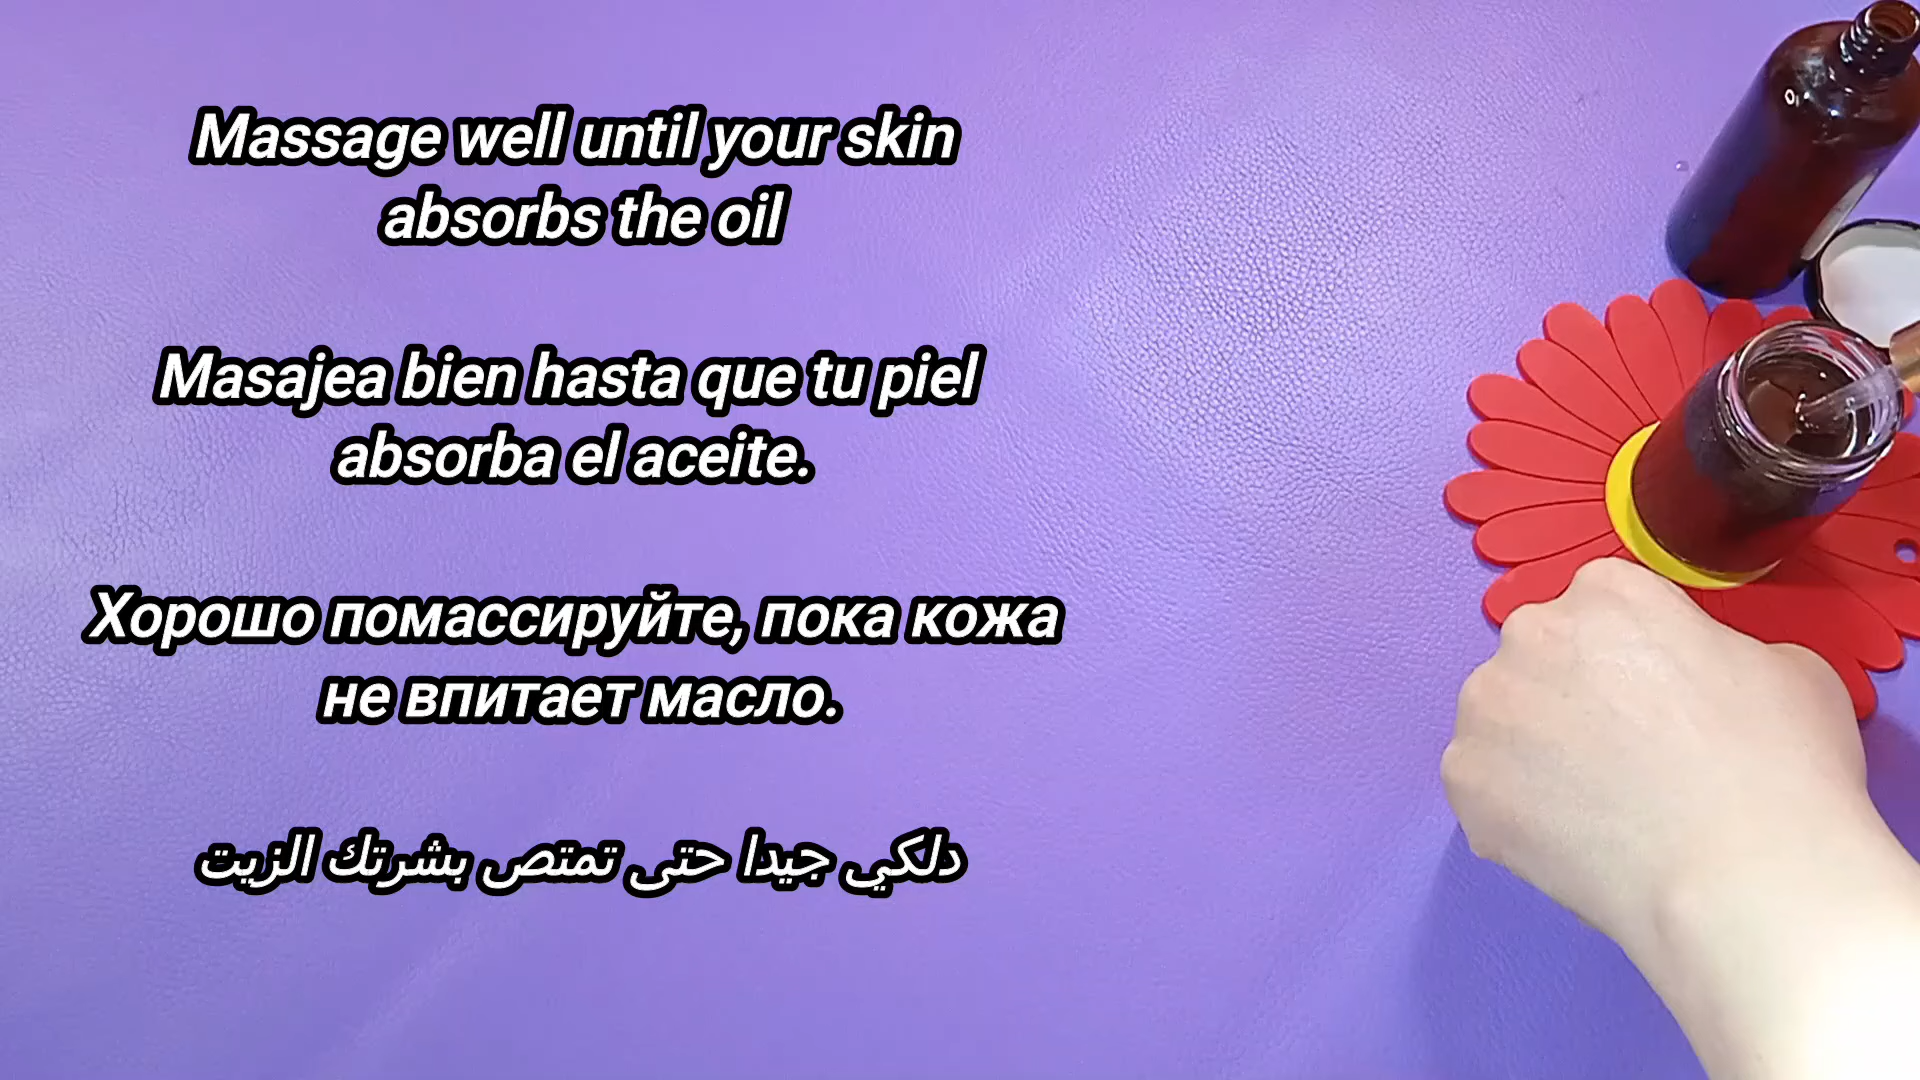 Massage well until your skin
absorbs the oil
Masajea bien hasta que tu piel
absorba el aceite.
Хорошо помассируйте, пока кожа
не впитает масло.
دلكي جيدا حتى تمتص بشرتك الزيت